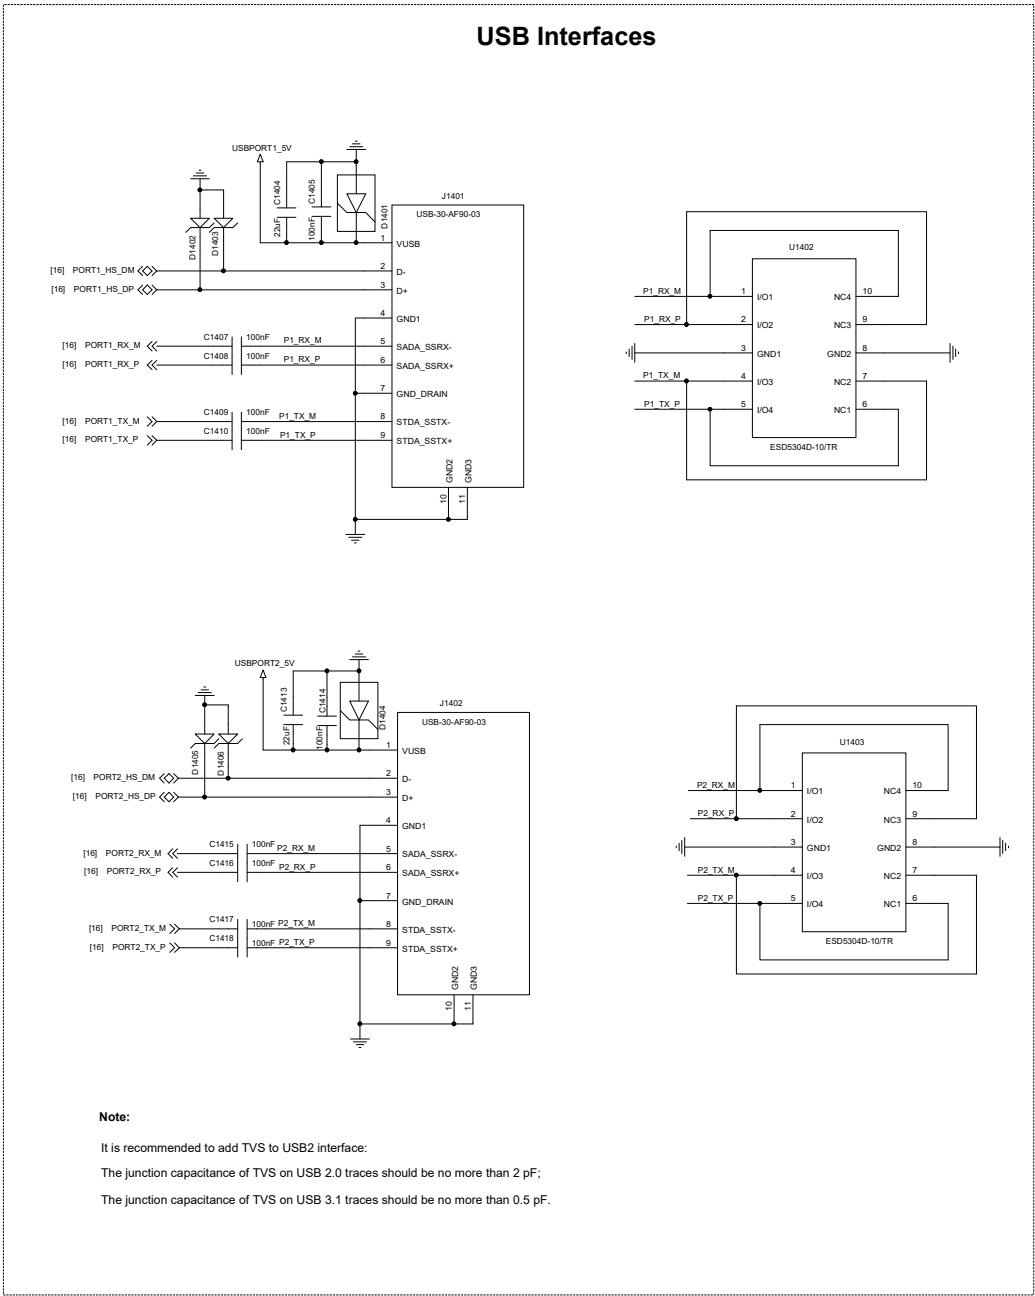 USB Interfaces
USBPORT1_5V
C1404
22uF
C1405
100nF
D1401
D1402
D1403
J1401
USB-30-AF90-03
1 VUSB
[16] PORT1_HS_DM 2 D-
[16] PORT1_HS_DP 3 D+
4 GND1
[16] PORT1_RX_M C1407 100nF P1_RX_M 5 SADA_SSRX-
[16] PORT1_RX_P C1408 100nF P1_RX_P 6 SADA_SSRX+
7 GND_DRAIN
[16] PORT1_TX_M C1409 100nF P1_TX_M 8 STDA_SSTX-
[16] PORT1_TX_P C1410 100nF P1_TX_P 9 STDA_SSTX+
GND2 GND3
10 11
U1402
P1_RX_M 1 I/O1 NC4 10
P1_RX_P 2 I/O2 NC3 9
3 GND1 GND2 8
P1_TX_M 4 I/O3 NC2 7
P1_TX_P 5 I/O4 NC1 6
ESD5304D-10/TR
USBPORT2_5V
C1413
22uF
C1414
100nF
D1404
D1405
D1406
J1402
USB-30-AF90-03
1 VUSB
[16] PORT2_HS_DM 2 D-
[16] PORT2_HS_DP 3 D+
4 GND1
[16] PORT2_RX_M C1415 100nF P2_RX_M 5 SADA_SSRX-
[16] PORT2_RX_P C1416 100nF P2_RX_P 6 SADA_SSRX+
7 GND_DRAIN
[16] PORT2_TX_M C1417 100nF P2_TX_M 8 STDA_SSTX-
[16] PORT2_TX_P C1418 100nF P2_TX_P 9 STDA_SSTX+
GND2 GND3
10 11
U1403
P2_RX_M 1 I/O1 NC4 10
P2_RX_P 2 I/O2 NC3 9
3 GND1 GND2 8
P2_TX_M 4 I/O3 NC2 7
P2_TX_P 5 I/O4 NC1 6
ESD5304D-10/TR
Note:
It is recommended to add TVS to USB2 interface:
The junction capacitance of TVS on USB 2.0 traces should be no more than 2 pF;
The junction capacitance of TVS on USB 3.1 traces should be no more than 0.5 pF.